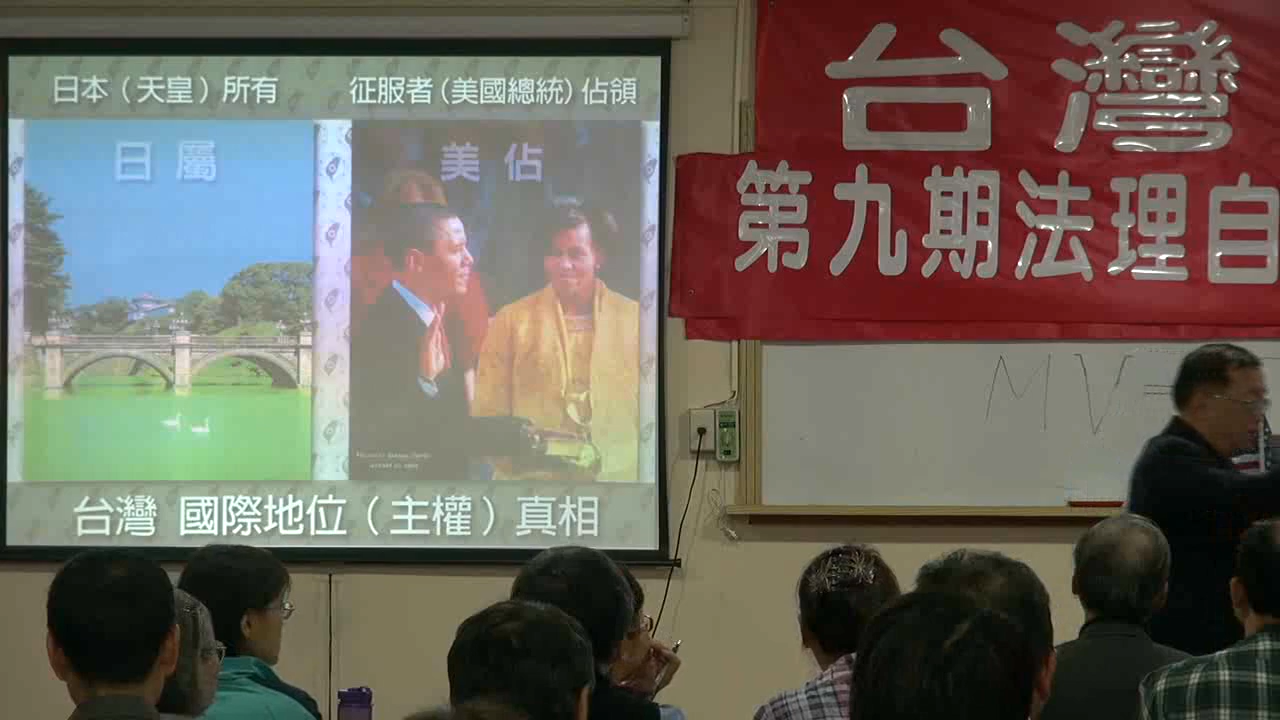 日本（天皇）所有
征服者（美國總統）佔領
日屬
美佔
台灣 國際地位（主權）真相
台灣
第九期法理自
MV=